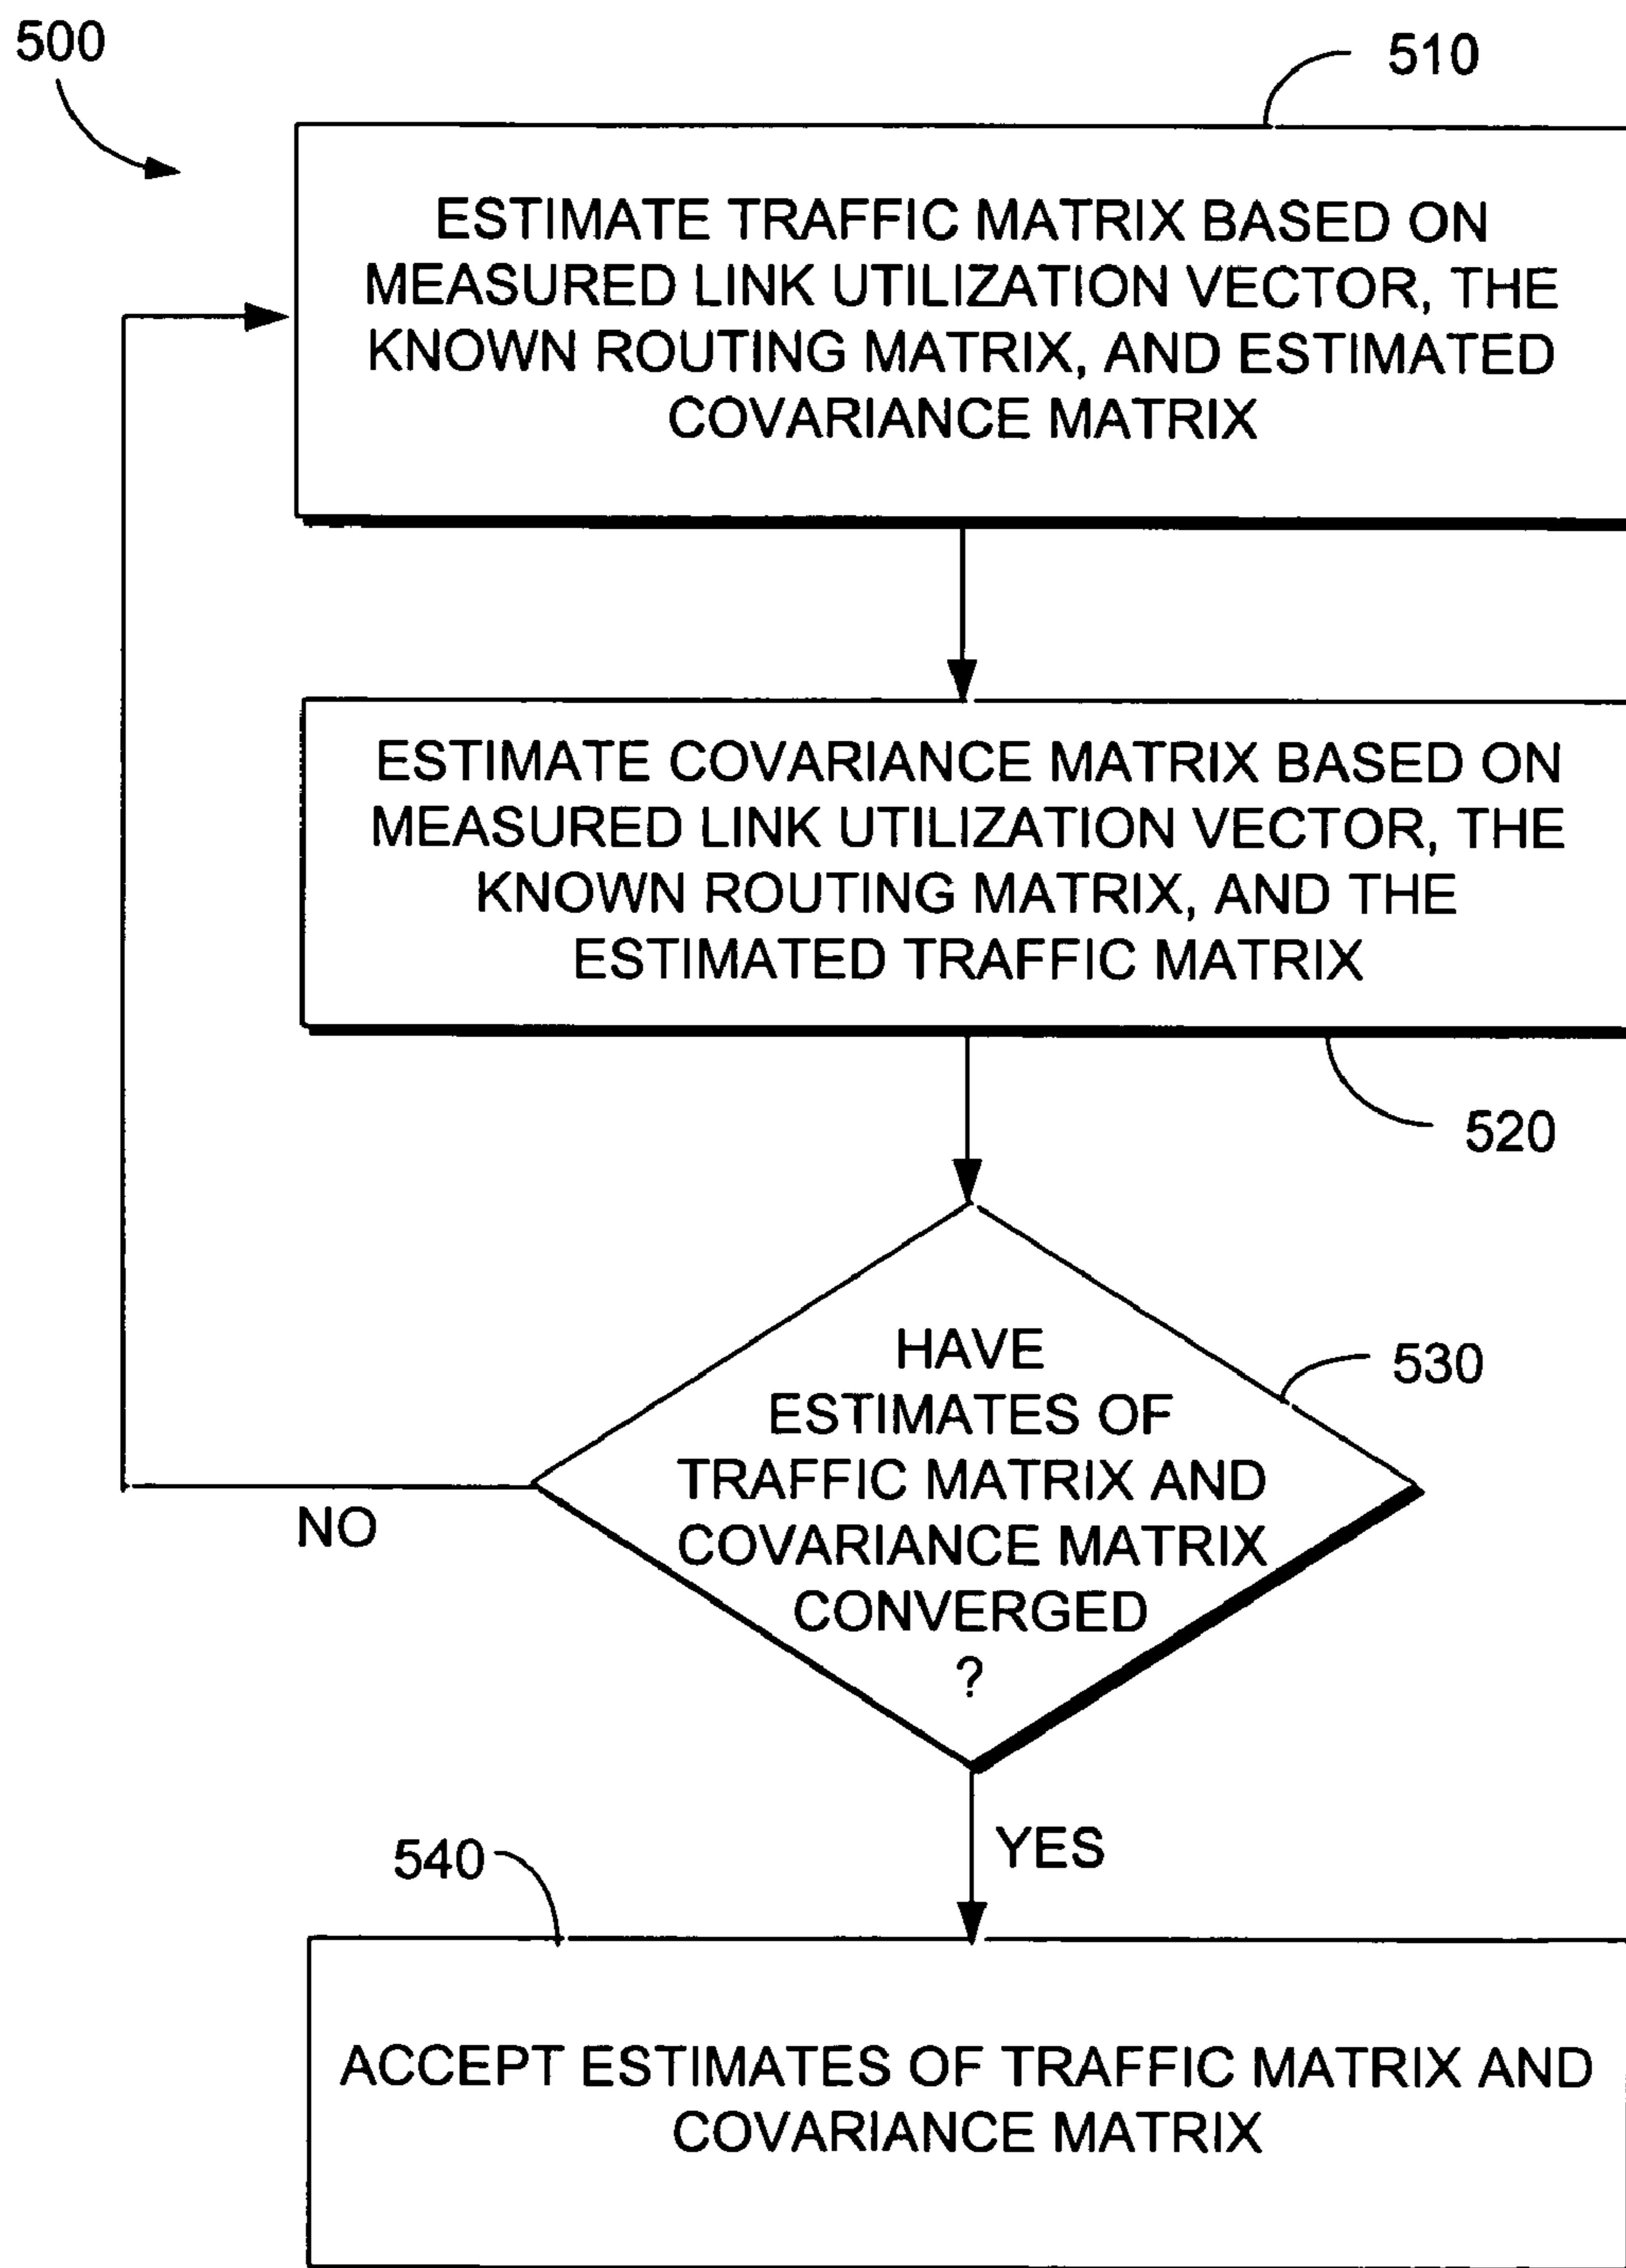 500
510
ESTIMATE TRAFFIC MATRIX BASED ON
MEASURED LINK UTILIZATION VECTOR, THE
KNOWN ROUTING MATRIX, AND ESTIMATED
COVARIANCE MATRIX
ESTIMATE COVARIANCE MATRIX BASED ON
MEASURED LINK UTILIZATION VECTOR, THE
KNOWN ROUTING MATRIX, AND THE
ESTIMATED TRAFFIC MATRIX
520
HAVE
ESTIMATES OF
TRAFFIC MATRIX AND
COVARIANCE MATRIX
CONVERGED
?
530
NO
YES
540
ACCEPT ESTIMATES OF TRAFFIC MATRIX AND
COVARIANCE MATRIX